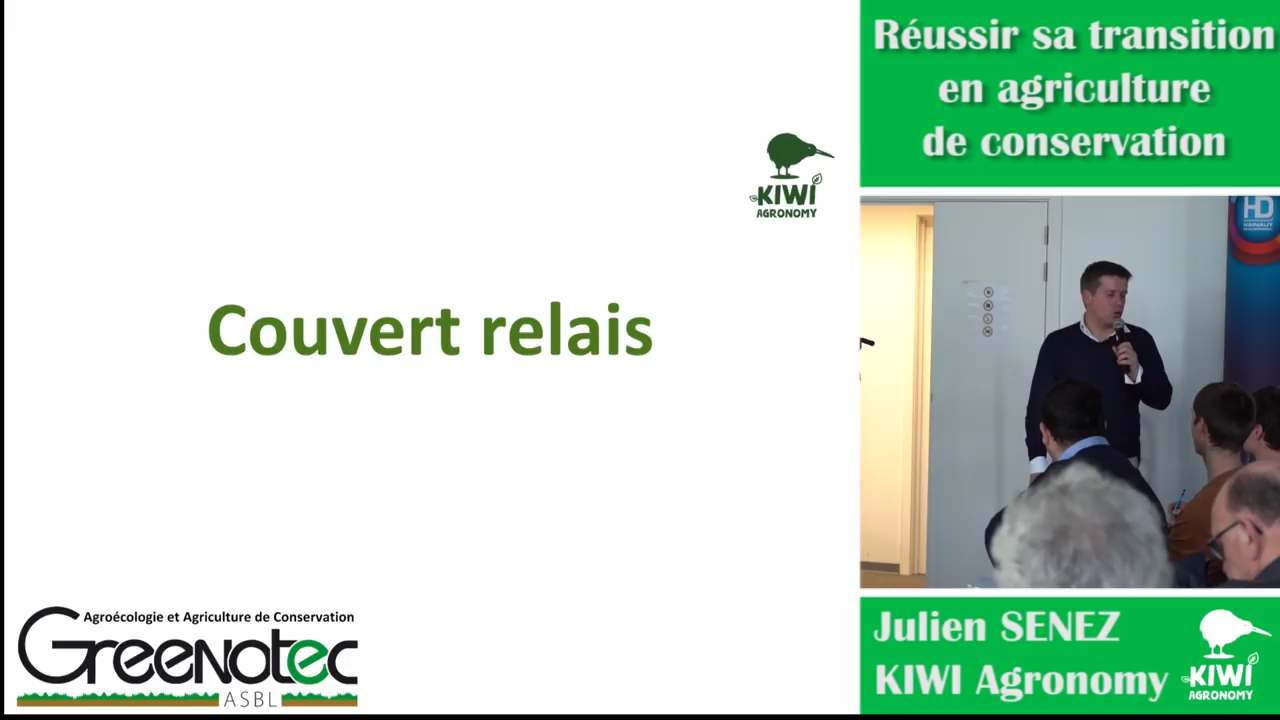 Réussir sa transition
en agriculture
de conservation
KIWI
AGRONOMY
Couvert relais
HD
Agroécologie et Agriculture de Conservation
Greenotec
ASBL
Julien SENEZ
KIWI Agronomy
KIWI
AGRONOMY